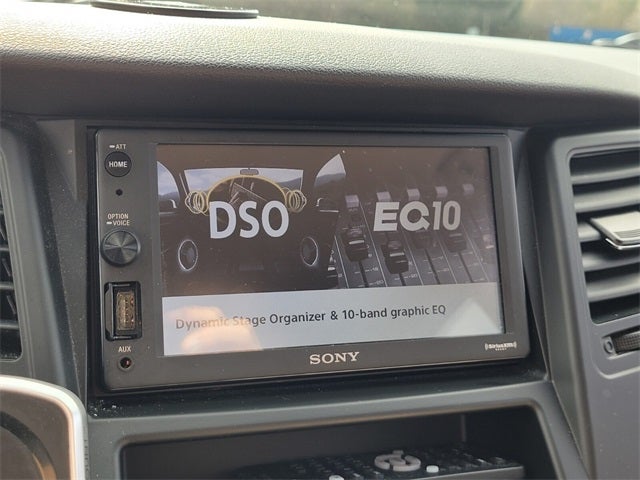 ATT
HOME
OPTION
VOICE
AUX
DSO
EQ10
Dynamic Stage Organizer & 10-band graphic EQ
SONY